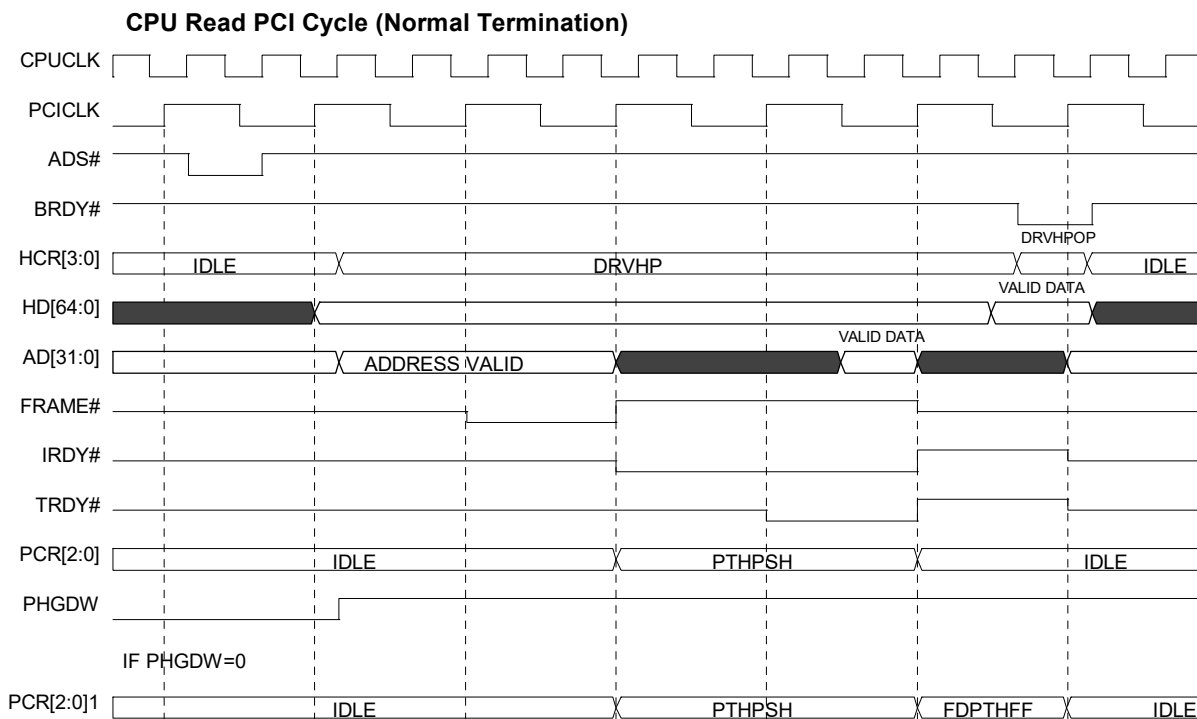 CPU Read PCI Cycle (Normal Termination)
CPUCLK
PCICLK
ADS#
BRDY#
DRVHPOP
HCR[3:0] IDLE DRVHP IDLE
VALID DATA
HD[64:0]
VALID DATA
AD[31:0] ADDRESS VALID
FRAME#
IRDY#
TRDY#
PCR[2:0] IDLE PTHPSH IDLE
PHGDW
IF PHGDW=0
PCR[2:0]1 IDLE PTHPSH FDPTHFF IDLE